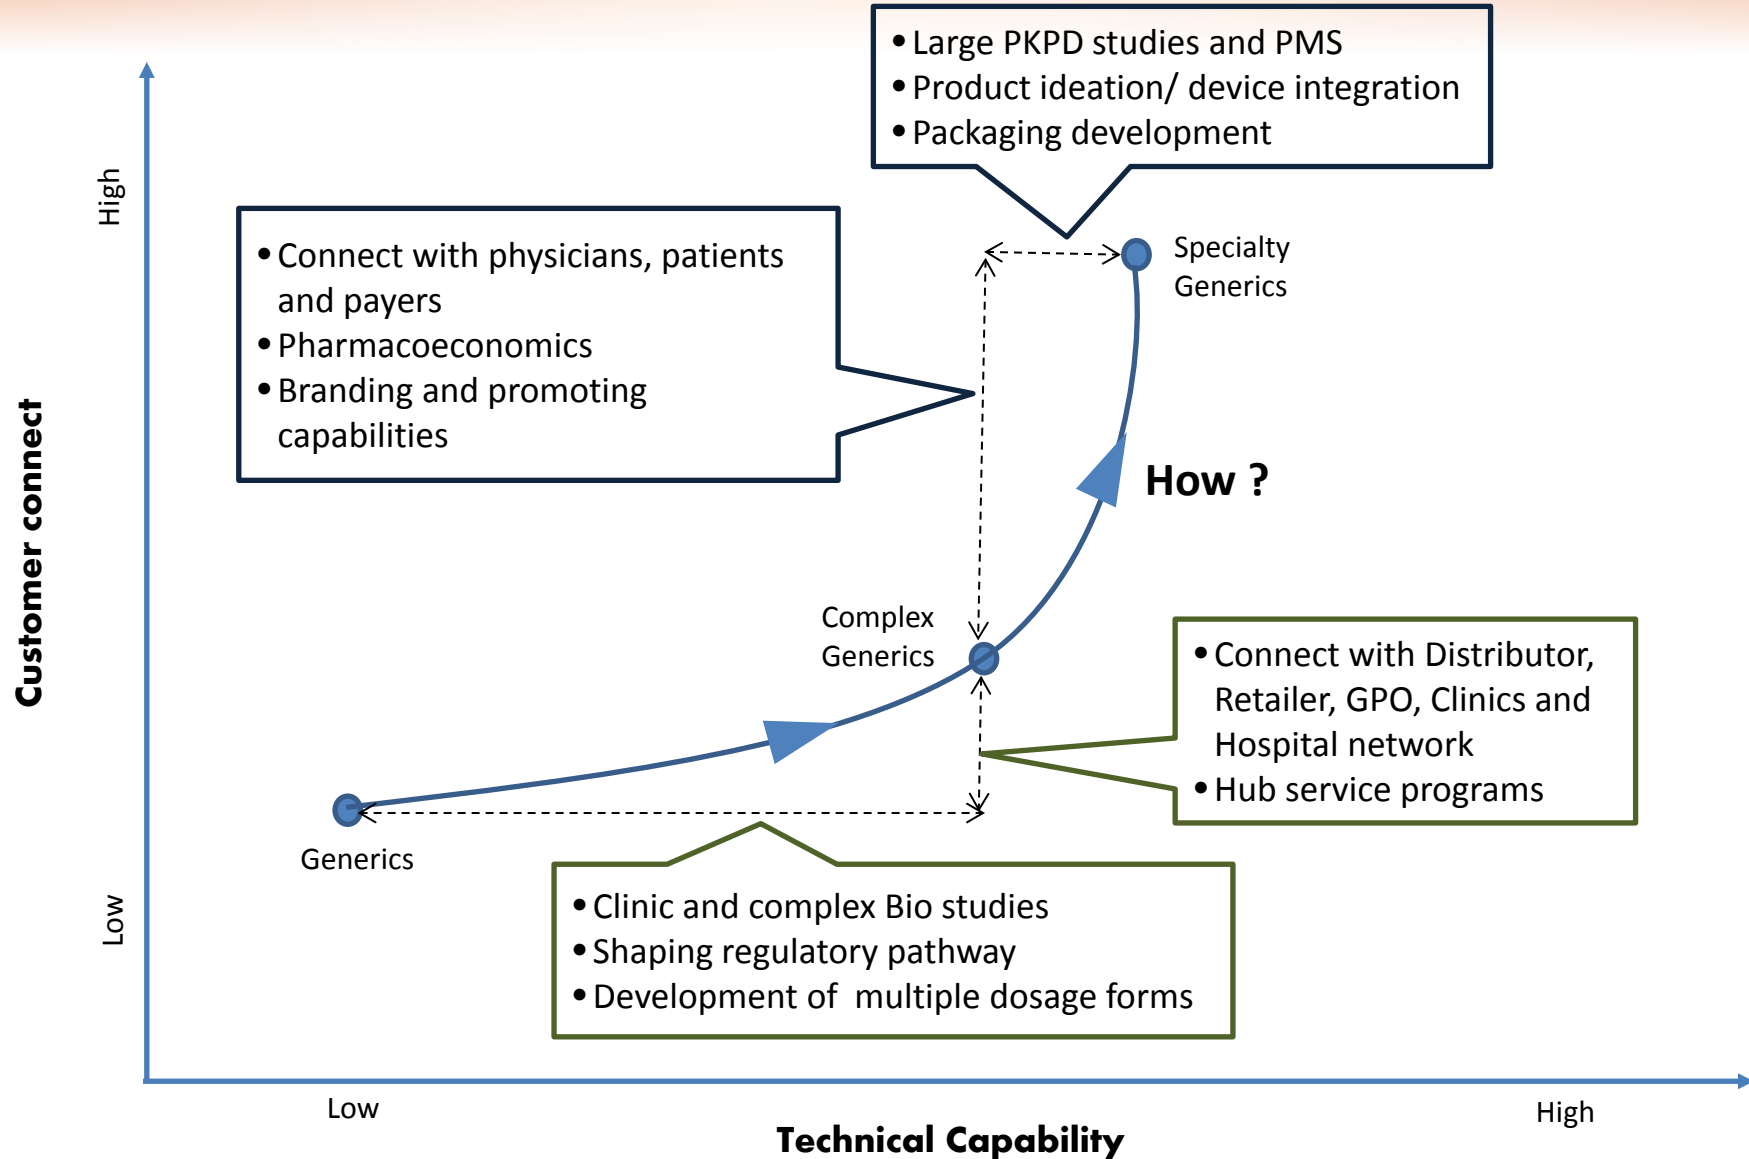 • Large PKPD studies and PMS
• Product ideation/ device integration
• Packaging development
High
• Connect with physicians, patients
and payers
• Pharmacoeconomics
• Branding and promoting
capabilities
Specialty
Generics
How ?
Customer connect
Complex
Generics
• Connect with Distributor,
Retailer, GPO, Clinics and
Hospital network
• Hub service programs
Generics
• Clinic and complex Bio studies
• Shaping regulatory pathway
• Development of  multiple dosage forms
Low
Low
High
Technical Capability